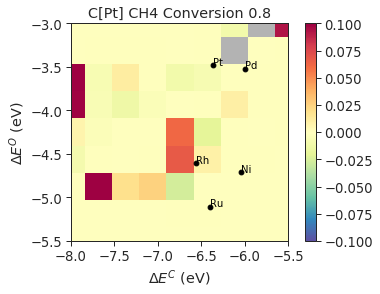 C[Pt] CH4 Conversion 0.8
ΔE^O (eV)
−3.0
−3.5
−4.0
−4.5
−5.0
−5.5
Pt
Pd
Rh
Ni
Ru
−8.0 −7.5 −7.0 −6.5 −6.0 −5.5
ΔE^C (eV)
0.100
0.075
0.050
0.025
0.000
−0.025
−0.050
−0.075
−0.100